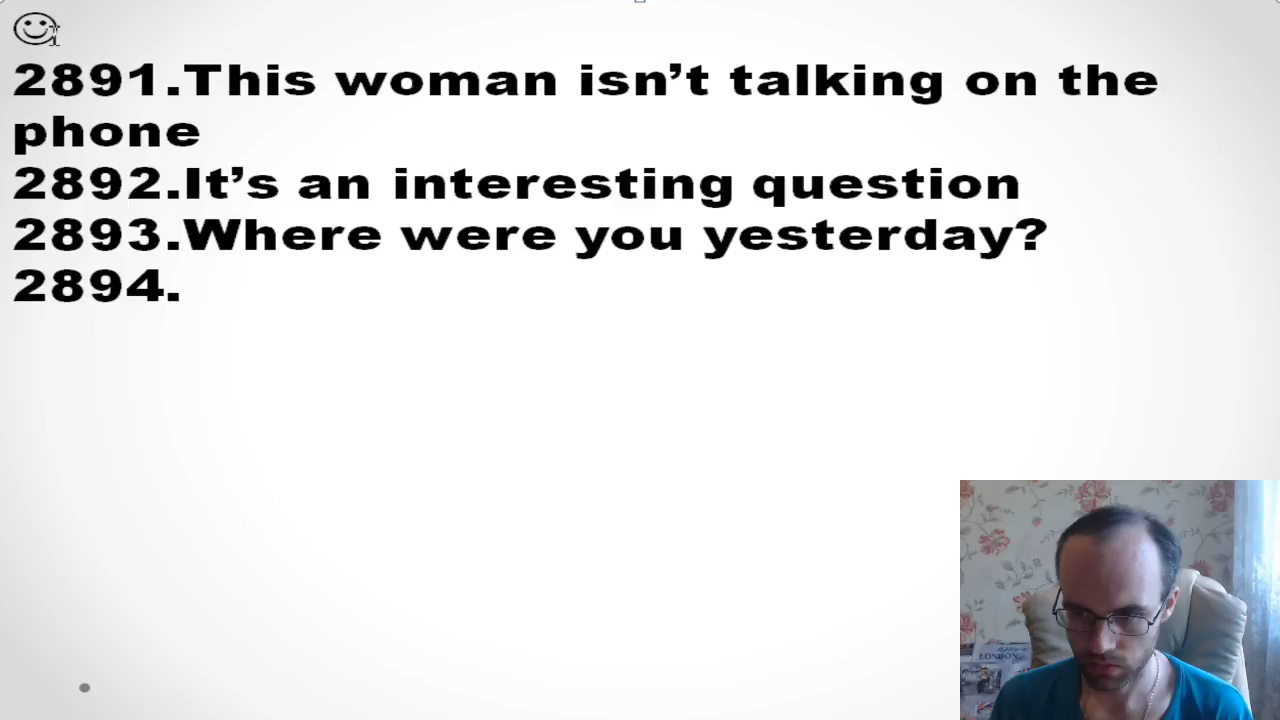 2891.This woman isn’t talking on the
phone
2892.It’s an interesting question
2893.Where were you yesterday?
2894.
LONDON